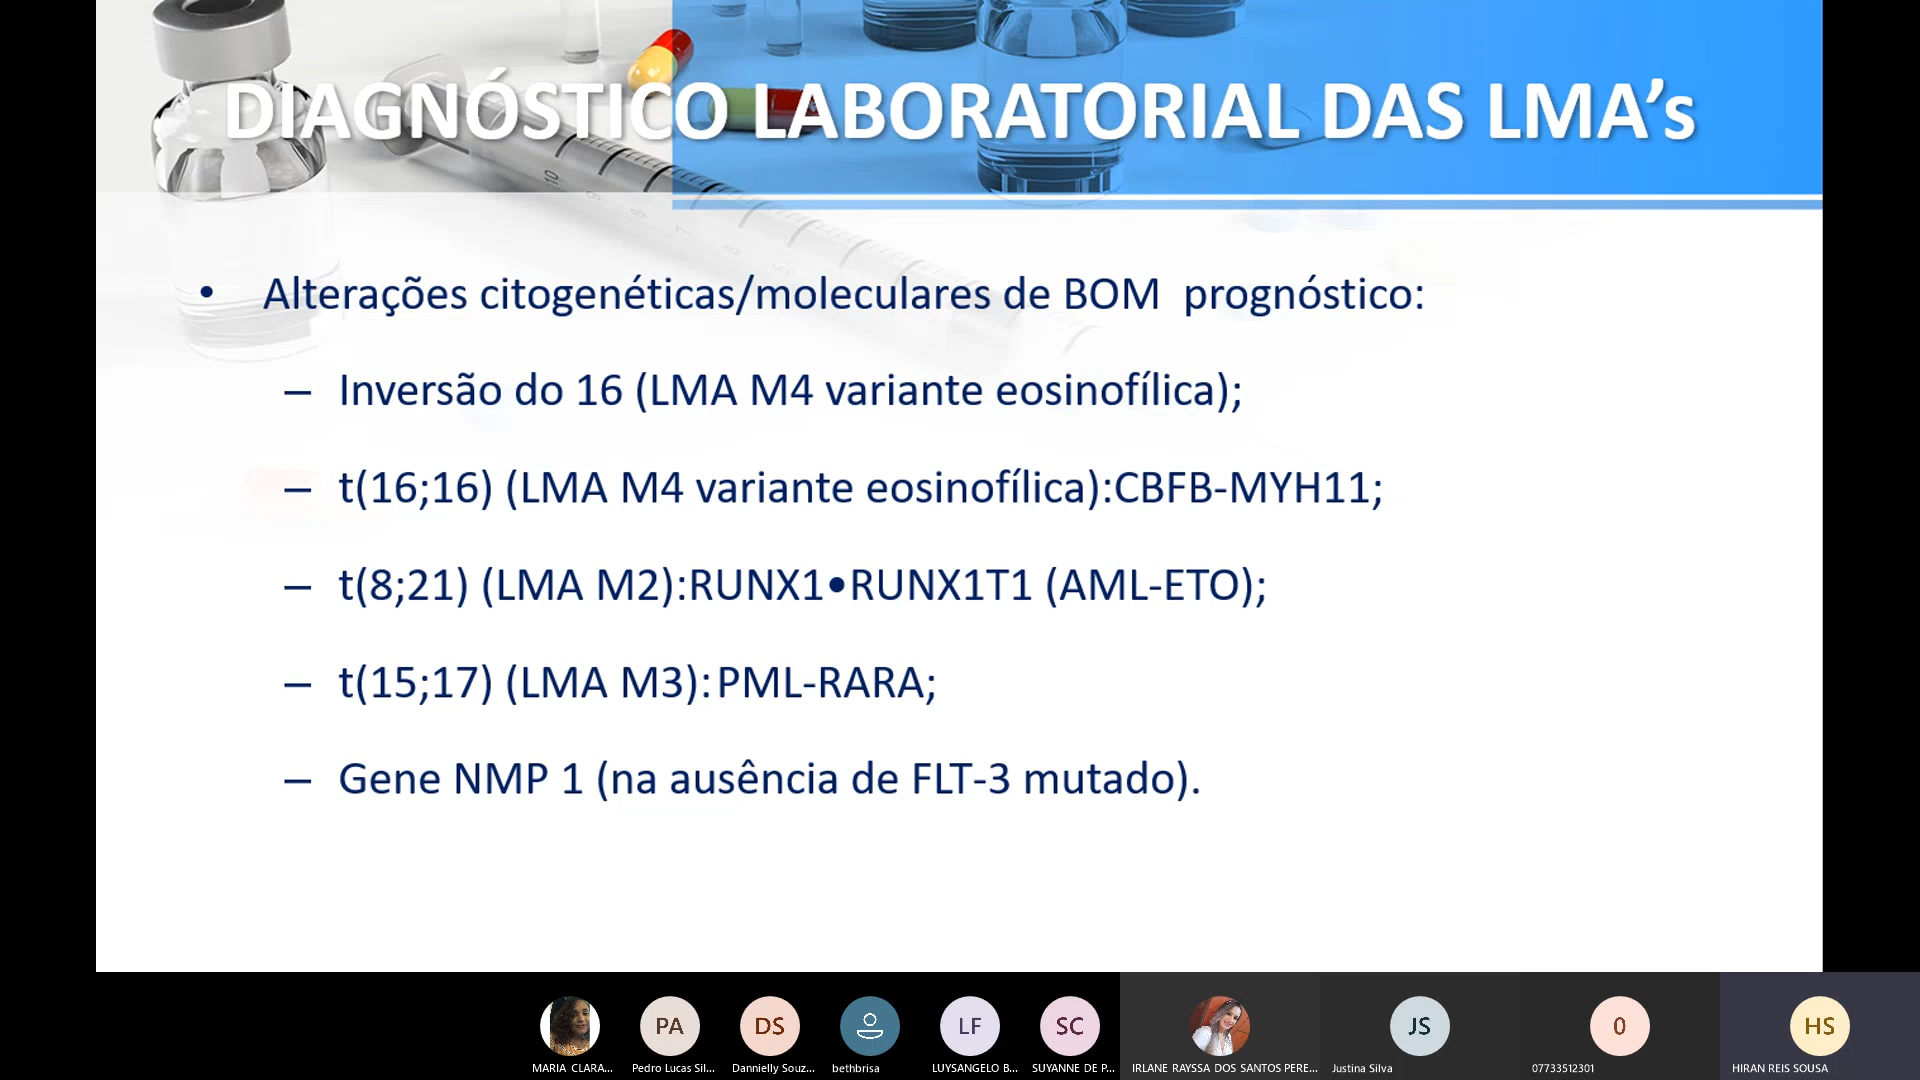 DIAGNÓSTICO LABORATORIAL DAS LMA’s
• Alterações citogenéticas/moleculares de BOM prognóstico:
– Inversão do 16 (LMA M4 variante eosinofílica);
– t(16;16) (LMA M4 variante eosinofílica):CBFB-MYH11;
– t(8;21) (LMA M2):RUNX1•RUNX1T1 (AML-ETO);
– t(15;17) (LMA M3):PML-RARA;
– Gene NMP 1 (na ausência de FLT-3 mutado).
PA DS LF SC JS 0 HS
MARIA CLARA... Pedro Lucas Sil... Dannielly Souz... bethbrisa LUYSANGELO B... SUYANNE DE P... IRLANE RAYSSA DOS SANTOS PERE... Justina Silva 07733512301 HIRAN REIS SOUSA